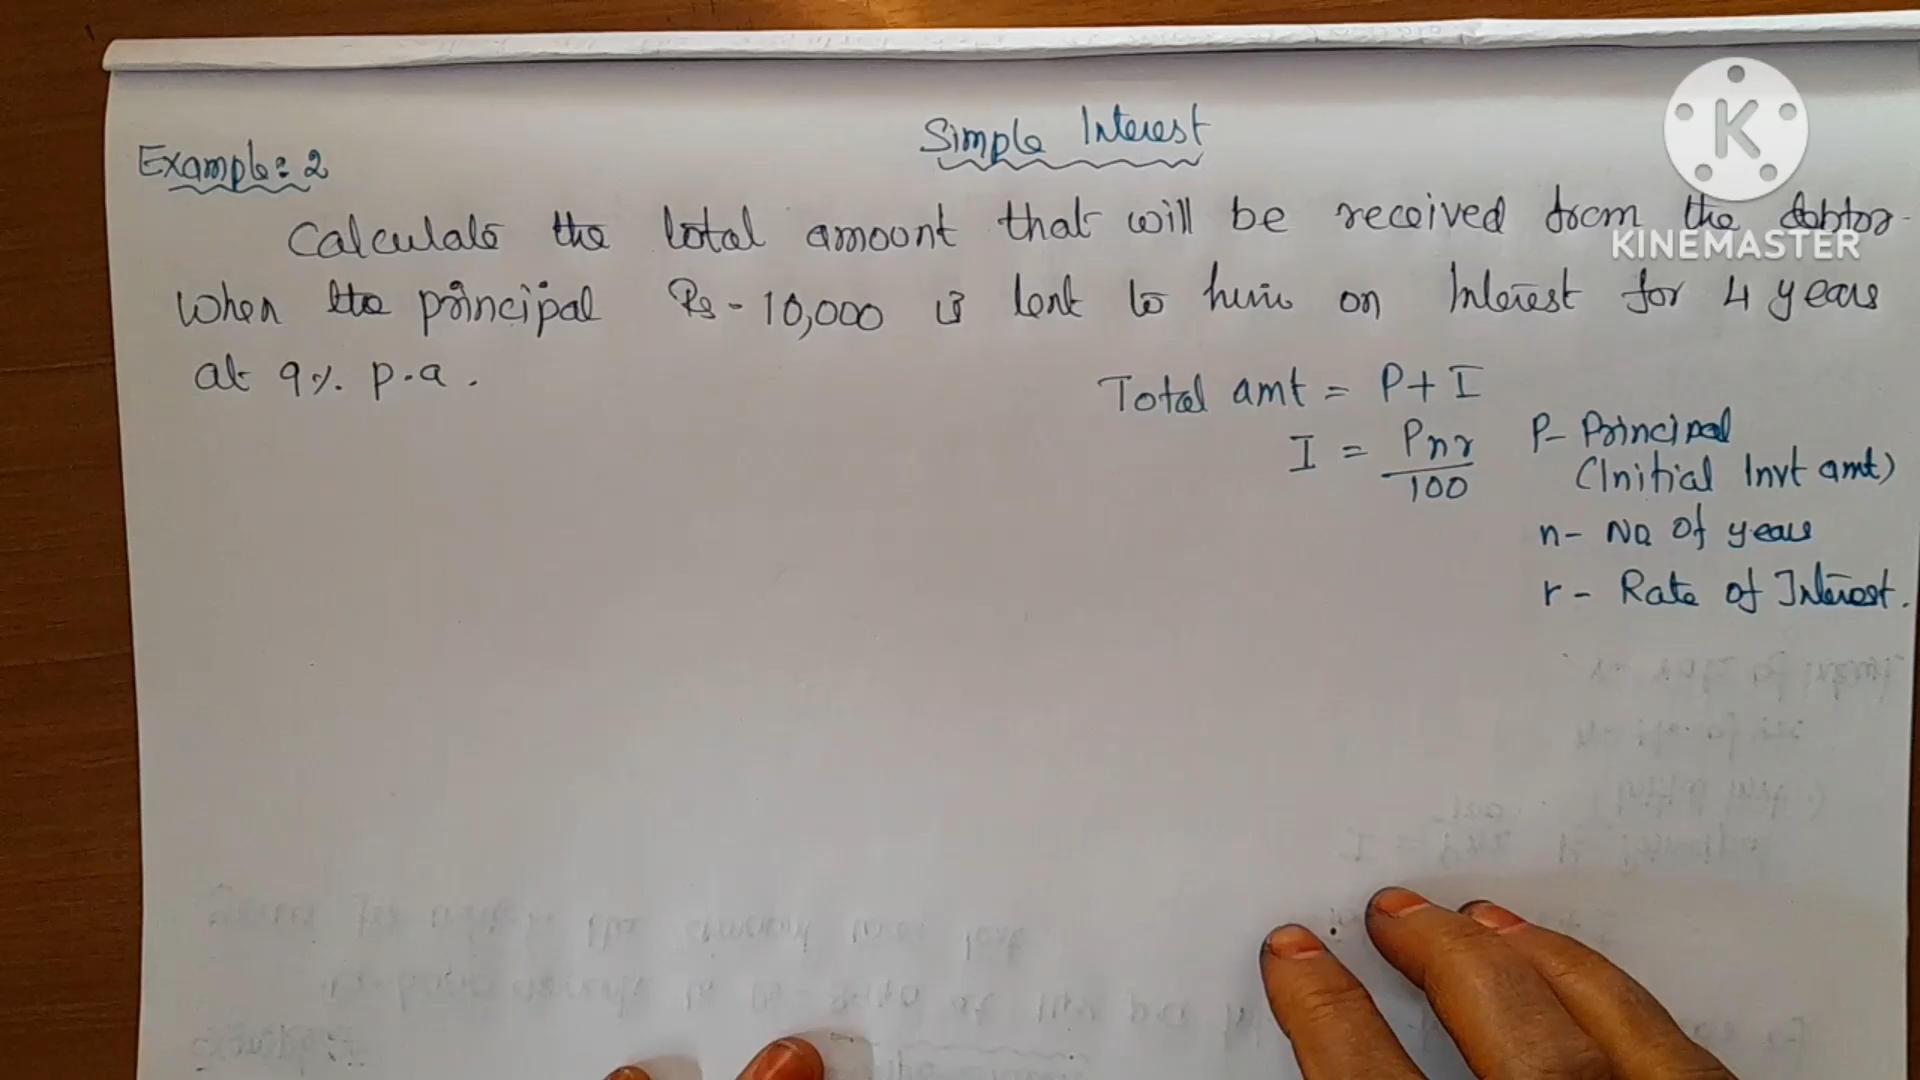 Simple Interest
Example: 2
Calculate the total amount that will be received from the debtor
When the principal Rs - 10,000 is lent to him on Interest for 4 years
at 9% p.a.
Total amt = P + I
I = Pnr/100
P - Principal
(Initial Invt amt)
n - No of years
r - Rate of Interest.
K
KINEMASTER